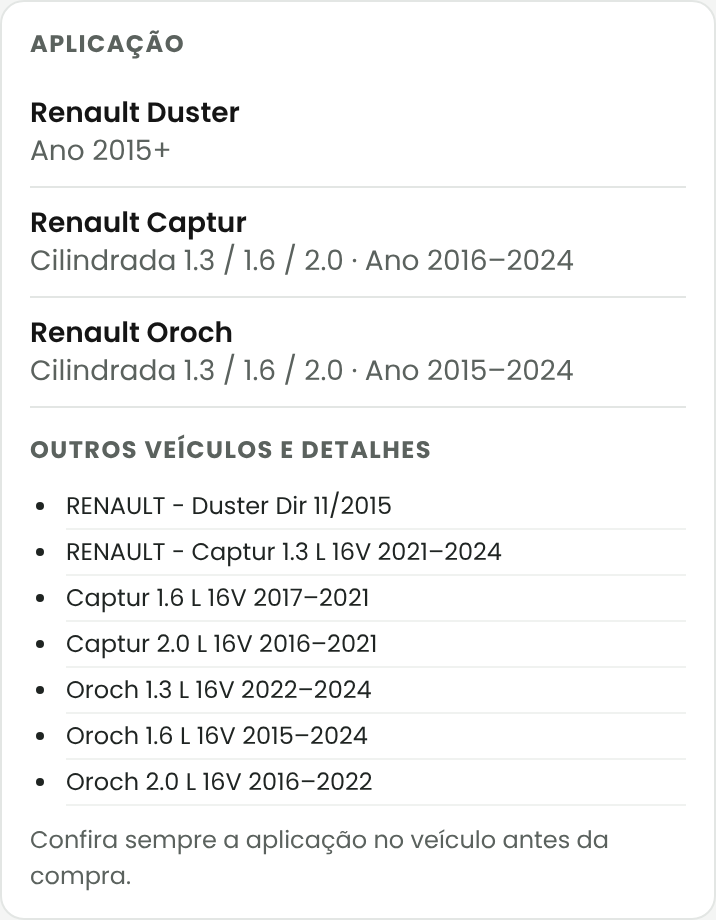 APLICAÇÃO
Renault Duster
Ano 2015+
Renault Captur
Cilindrada 1.3 / 1.6 / 2.0 · Ano 2016–2024
Renault Oroch
Cilindrada 1.3 / 1.6 / 2.0 · Ano 2015–2024
OUTROS VEÍCULOS E DETALHES
• RENAULT - Duster Dir 11/2015
• RENAULT - Captur 1.3 L 16V 2021–2024
• Captur 1.6 L 16V 2017–2021
• Captur 2.0 L 16V 2016–2021
• Oroch 1.3 L 16V 2022–2024
• Oroch 1.6 L 16V 2015–2024
• Oroch 2.0 L 16V 2016–2022
Confira sempre a aplicação no veículo antes da
compra.